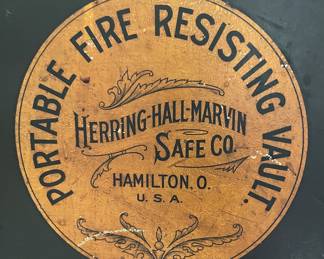 PORTABLE FIRE RESISTING VAULT.
HERRING-HALL-MARVIN
SAFE CO.
HAMILTON, O.
U. S. A.